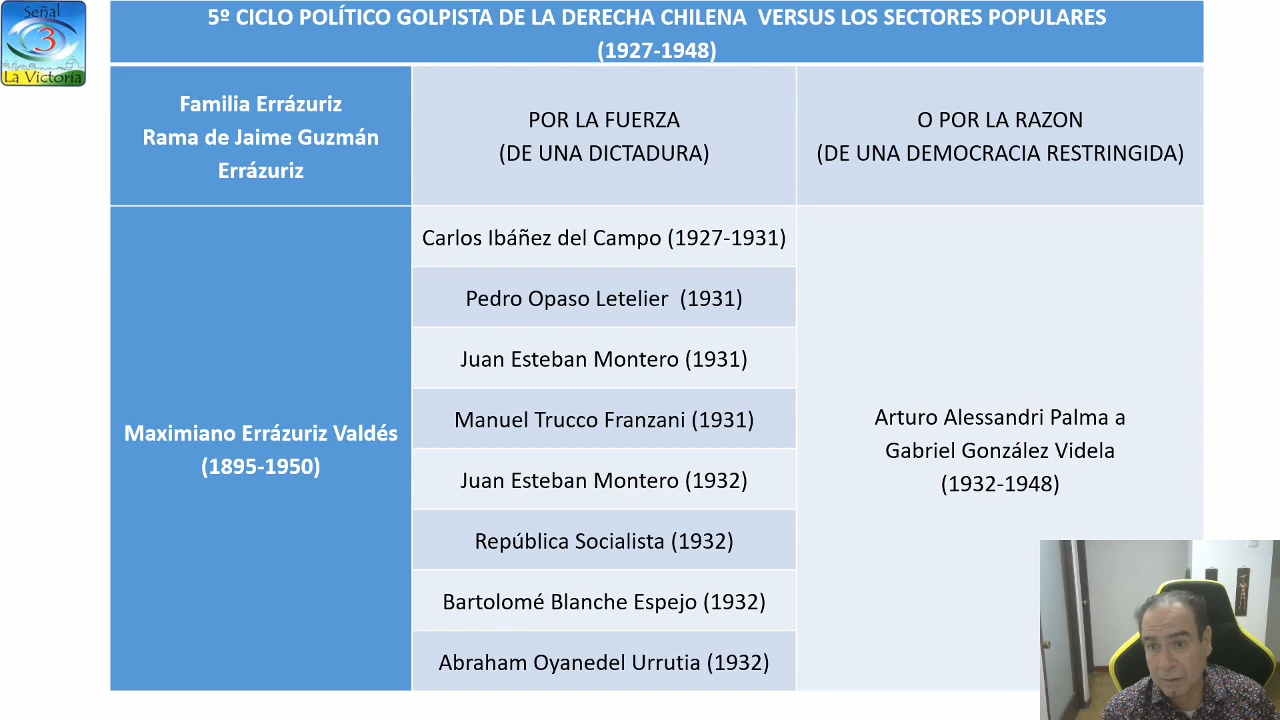 Señal
3
La Victoria
5º CICLO POLÍTICO GOLPISTA DE LA DERECHA CHILENA VERSUS LOS SECTORES POPULARES
(1927-1948)
Familia Errázuriz
Rama de Jaime Guzmán
Errázuriz
POR LA FUERZA
(DE UNA DICTADURA)
O POR LA RAZON
(DE UNA DEMOCRACIA RESTRINGIDA)
Maximiano Errázuriz Valdés
(1895-1950)
Carlos Ibáñez del Campo (1927-1931)
Pedro Opaso Letelier (1931)
Juan Esteban Montero (1931)
Manuel Trucco Franzani (1931)
Juan Esteban Montero (1932)
República Socialista (1932)
Bartolomé Blanche Espejo (1932)
Abraham Oyanedel Urrutia (1932)
Arturo Alessandri Palma a
Gabriel González Videla
(1932-1948)